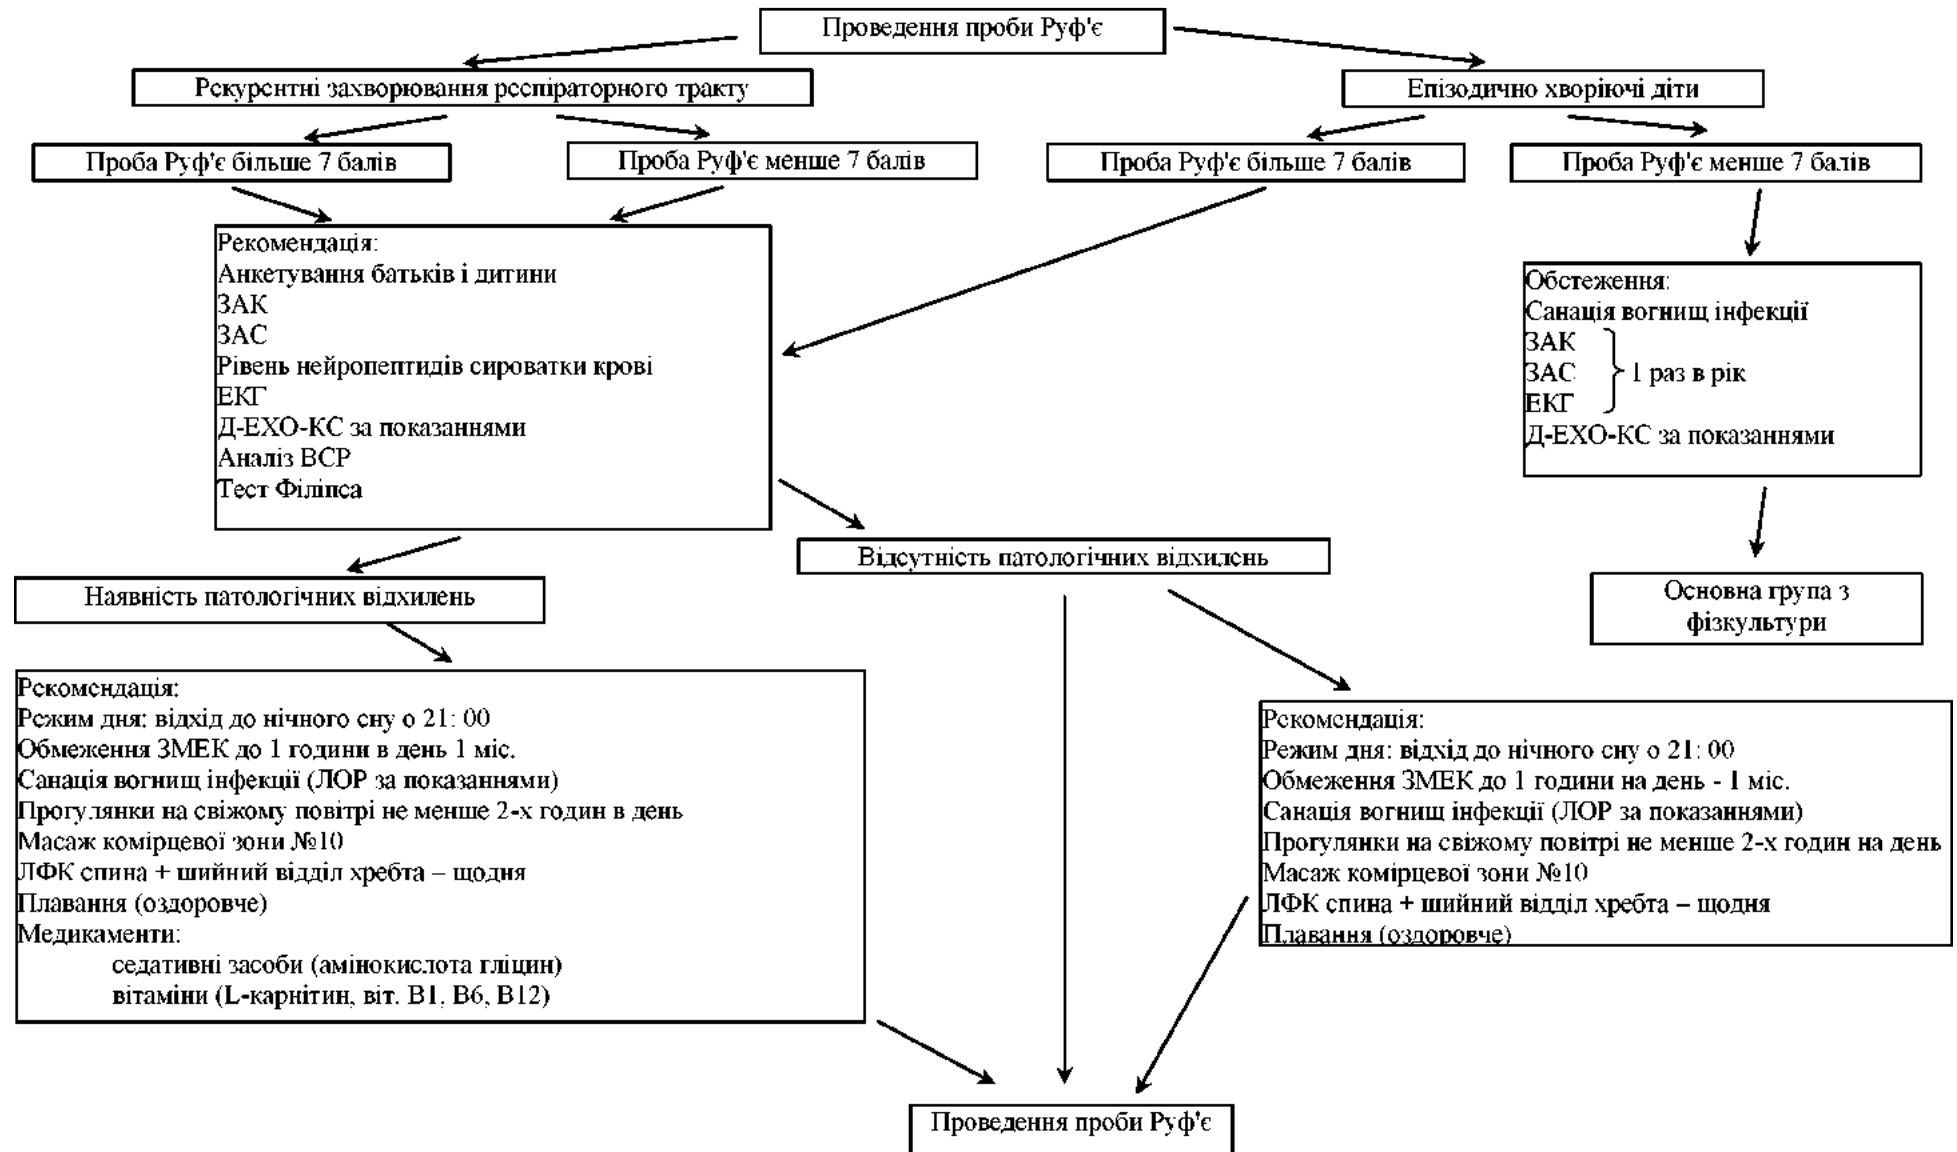 Проведення проби Руф'є
Рекурентні захворювання респіраторного тракту
Епізодично хворіючі діти
Проба Руф'є більше 7 балів
Проба Руф'є менше 7 балів
Проба Руф'є більше 7 балів
Проба Руф'є менше 7 балів
Рекомендація:
Анкетування батьків і дитини
ЗАК
ЗАС
Рівень нейропептидів сироватки крові
ЕКГ
Д-ЕХО-КС за показаннями
Аналіз ВСР
Тест Філіпса
Обстеження:
Санація вогнищ інфекції
ЗАК
ЗАС
ЕКГ
1 раз в рік
Д-ЕХО-КС за показаннями
Відсутність патологічних відхилень
Наявність патологічних відхилень
Основна група з
фізкультури
Рекомендація:
Режим дня: відхід до нічного сну о 21: 00
Обмеження ЗМЕК до 1 години в день 1 міс.
Санація вогнищ інфекції (ЛОР за показаннями)
Прогулянки на свіжому повітрі не менше 2-х годин в день
Масаж комірцевої зони №10
ЛФК спина + шийний відділ хребта – щодня
Плавання (оздоровче)
Медикаменти:
седативні засоби (амінокислота гліцин)
вітаміни (L-карнітин, віт. В1, В6, В12)
Рекомендація:
Режим дня: відхід до нічного сну о 21: 00
Обмеження ЗМЕК до 1 години на день - 1 міс.
Санація вогнищ інфекції (ЛОР за показаннями)
Прогулянки на свіжому повітрі не менше 2-х годин на день
Масаж комірцевої зони №10
ЛФК спина + шийний відділ хребта – щодня
Плавання (оздоровче)
Проведення проби Руф'є